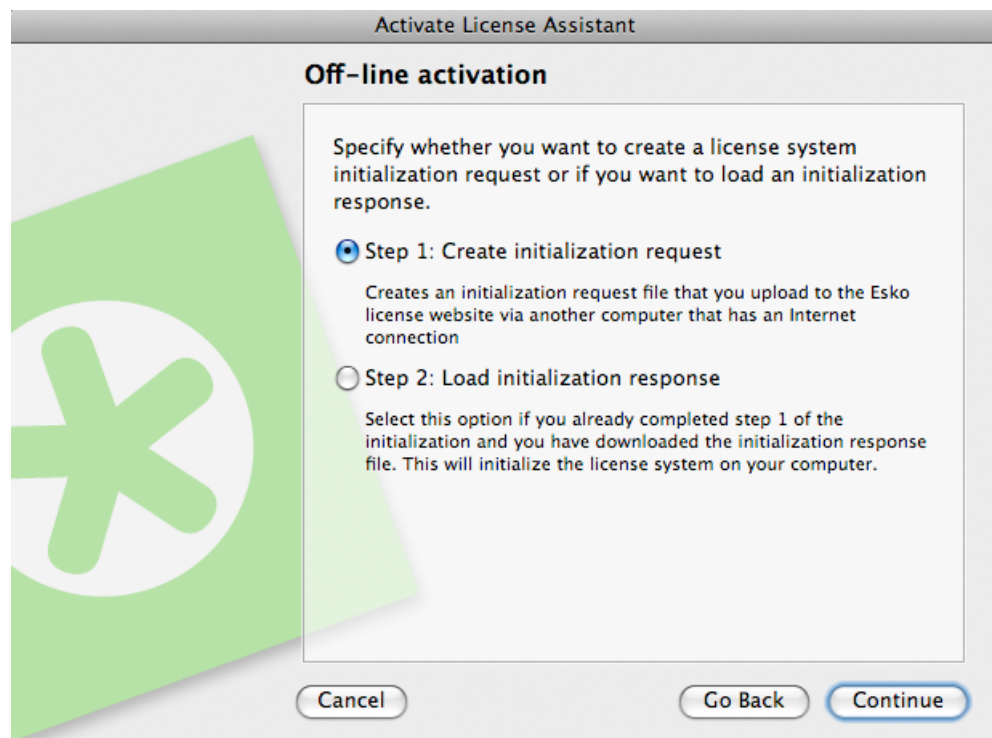 Activate License Assistant
Off-line activation
Specify whether you want to create a license system
initialization request or if you want to load an initialization
response.
Step 1: Create initialization request
Creates an initialization request file that you upload to the Esko
license website via another computer that has an Internet
connection
Step 2: Load initialization response
Select this option if you already completed step 1 of the
initialization and you have downloaded the initialization response
file. This will initialize the license system on your computer.
Cancel
Go Back
Continue